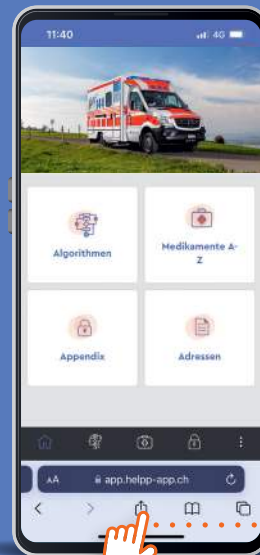 11:40
4G
Algorithmen
Medikamente A-
Z
Appendix
Adressen
AA
app.helpp-app.ch